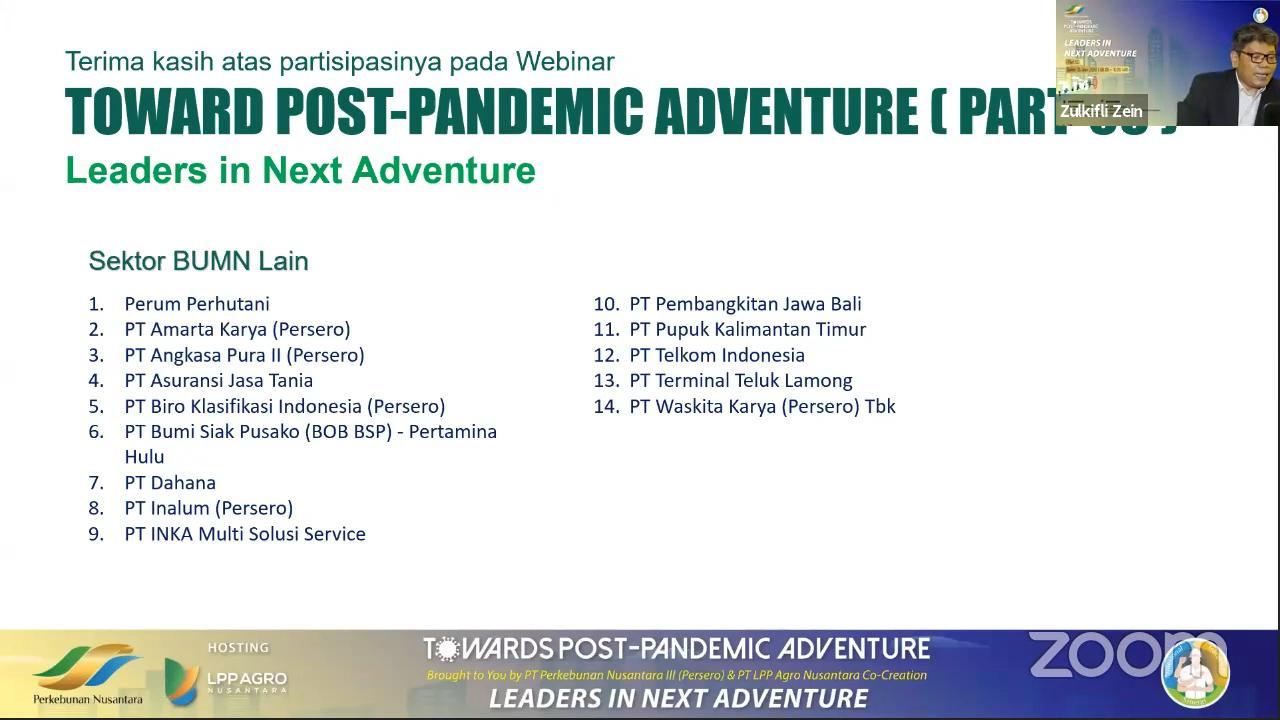 Terima kasih atas partisipasinya pada Webinar
TOWARD POST-PANDEMIC ADVENTURE ( PART
Leaders in Next Adventure
LEADERS IN
NEXT ADVENTURE
Zulkifli Zein
Sektor BUMN Lain
1. Perum Perhutani
2. PT Amarta Karya (Persero)
3. PT Angkasa Pura II (Persero)
4. PT Asuransi Jasa Tania
5. PT Biro Klasifikasi Indonesia (Persero)
6. PT Bumi Siak Pusako (BOB BSP) - Pertamina
Hulu
7. PT Dahana
8. PT Inalum (Persero)
9. PT INKA Multi Solusi Service
10. PT Pembangkitan Jawa Bali
11. PT Pupuk Kalimantan Timur
12. PT Telkom Indonesia
13. PT Terminal Teluk Lamong
14. PT Waskita Karya (Persero) Tbk
Perkebunan Nusantara
HOSTING
LPP AGRO
NUSANTARA
TOWARDS POST-PANDEMIC ADVENTURE
Brought to You by PT Perkebunan Nusantara III (Persero) & PT LPP Agro Nusantara Co-Creation
LEADERS IN NEXT ADVENTURE
zoom